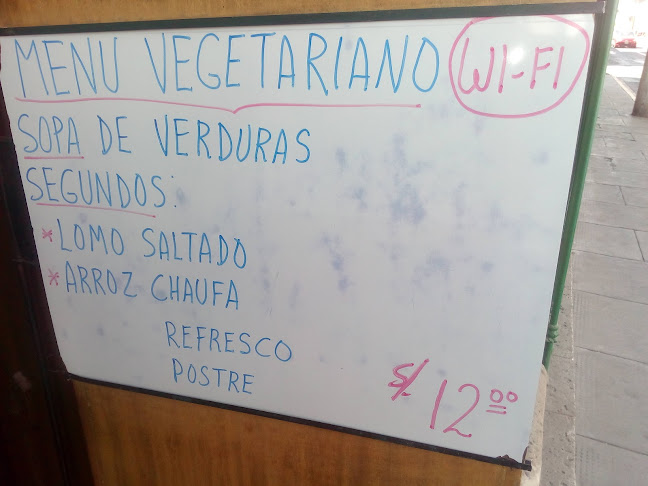 MENU VEGETARIANO WI-FI
SOPA DE VERDURAS
SEGUNDOS:
*LOMO SALTADO
*ARROZ CHAUFA
REFRESCO
POSTRE
S/. 12.00